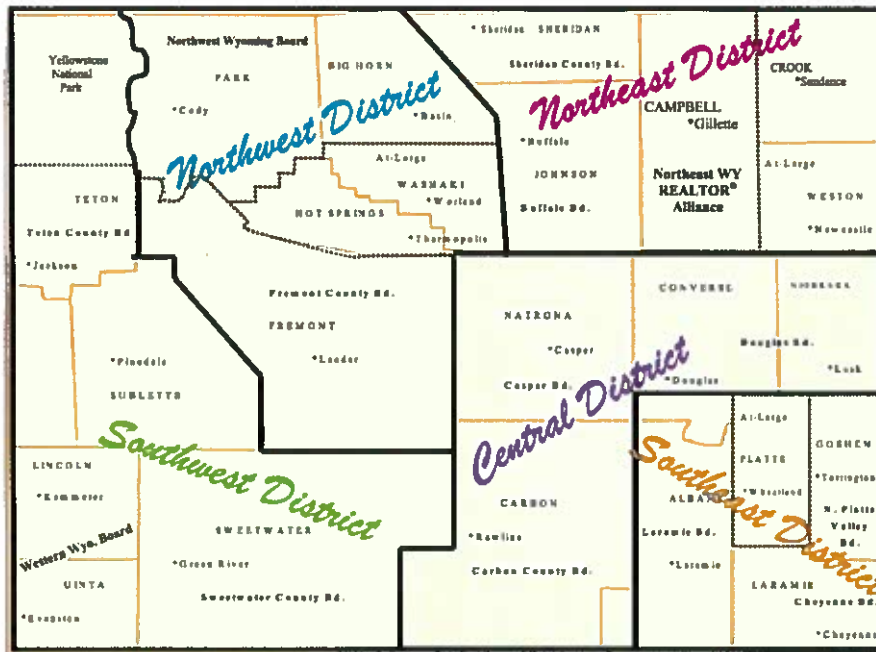 Yellowstone
National
Park
Northwest Wyoming Board
PARK
*Cody
BIG HORN
*Basin
Northwest District
*Sheridan SHERIDAN
Sheridan County Bd.
Northeast District
CROOK
*Sundance
CAMPBELL
*Gillette
*Buffalo
JOHNSON
Buffalo Bd.
Northeast WY
REALTOR®
Alliance
At-Large
WESTON
*Newcastle
At-Large
WASHAKI
*Worland
HOT SPRINGS
*Thermopolis
TETON
Teton County Bd
*Jackson
Fremont County Bd.
FREMONT
*Lander
*Pinedale
SUBLETTE
NATRONA
*Casper
Casper Bd.
CONVERSE
NIOBRARA
Douglas Bd.
*Douglas
*Lusk
Central District
Southwest District
LINCOLN
*Kemmerer
Western Wyo. Board
UINTA
*Evanston
SWEETWATER
*Green River
Sweetwater County Bd.
CARBON
*Rawlins
Carbon County Bd.
Southeast District
At-Large
PLATTE
*Wheatland
GOSHEN
*Torrington
N. Platte
Valley
Bd.
Laramie Bd.
*Laramie
LARAMIE
Cheyenne Bd.
*Cheyenne